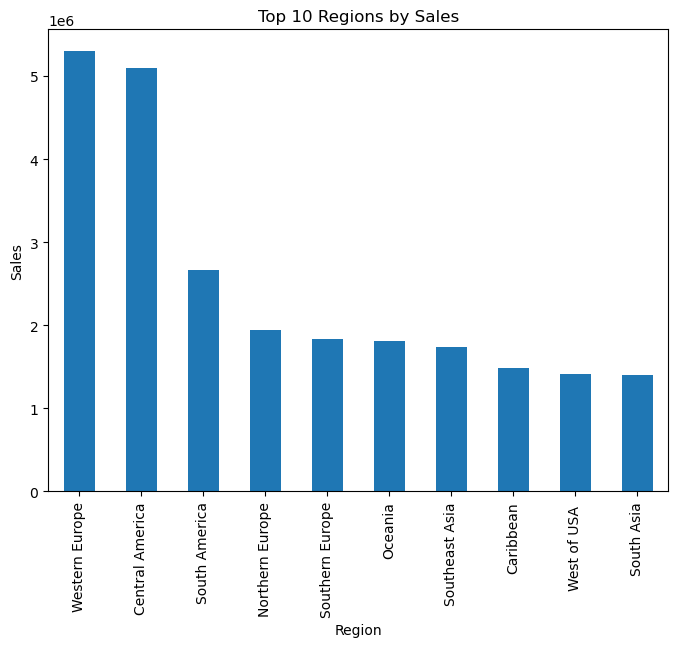 Top 10 Regions by Sales
1e6
5
4
3
2
1
0
Sales
Western Europe
Central America
South America
Northern Europe
Southern Europe
Oceania
Southeast Asia
Caribbean
West of USA
South Asia
Region